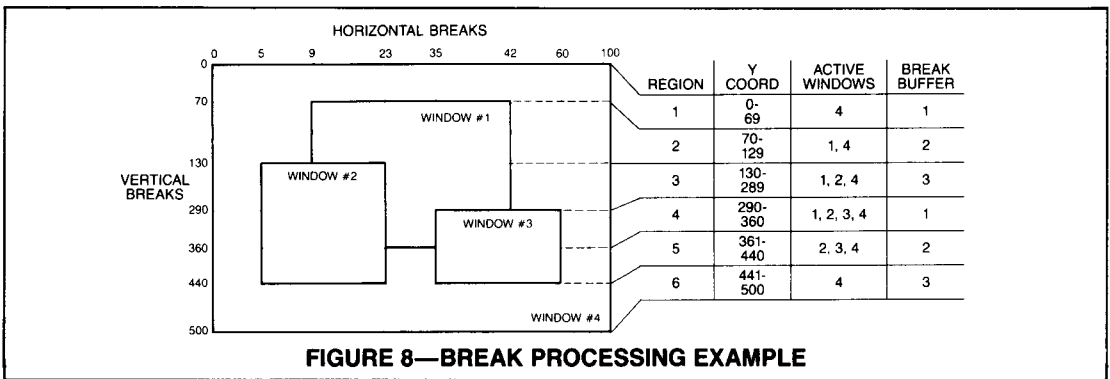 HORIZONTAL BREAKS
0 5 9 23 35 42 60 100
VERTICAL BREAKS
0
70
130
290
360
440
500
WINDOW #1
WINDOW #2
WINDOW #3
WINDOW #4
REGION Y COORD ACTIVE WINDOWS BREAK BUFFER
1 0-69 4 1
2 70-129 1, 4 2
3 130-289 1, 2, 4 3
4 290-360 1, 2, 3, 4 1
5 361-440 2, 3, 4 2
6 441-500 4 3
FIGURE 8—BREAK PROCESSING EXAMPLE